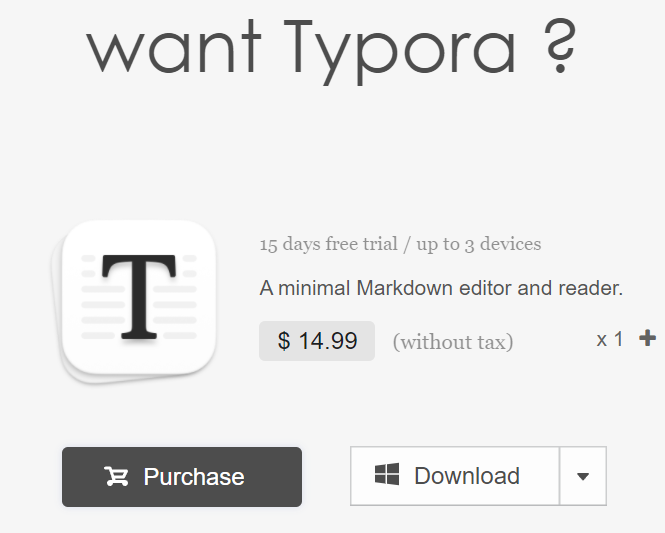 want Typora ?
T
15 days free trial / up to 3 devices
A minimal Markdown editor and reader.
$ 14.99 (without tax) x 1 +
Purchase Download